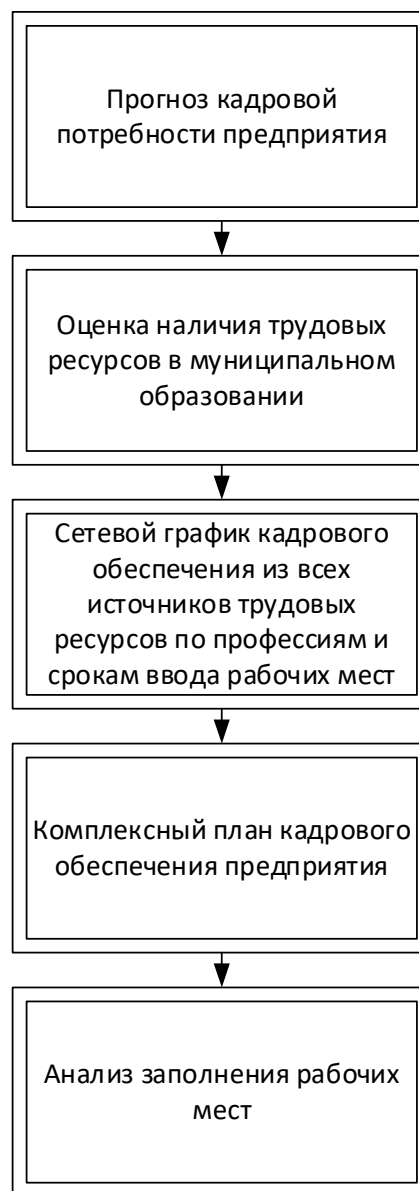 Прогноз кадровой
потребности предприятия
Оценка наличия трудовых
ресурсов в муниципальном
образовании
Сетевой график кадрового
обеспечения из всех
источников трудовых
ресурсов по профессиям и
срокам ввода рабочих мест
Комплексный план кадрового
обеспечения предприятия
Анализ заполнения рабочих
мест